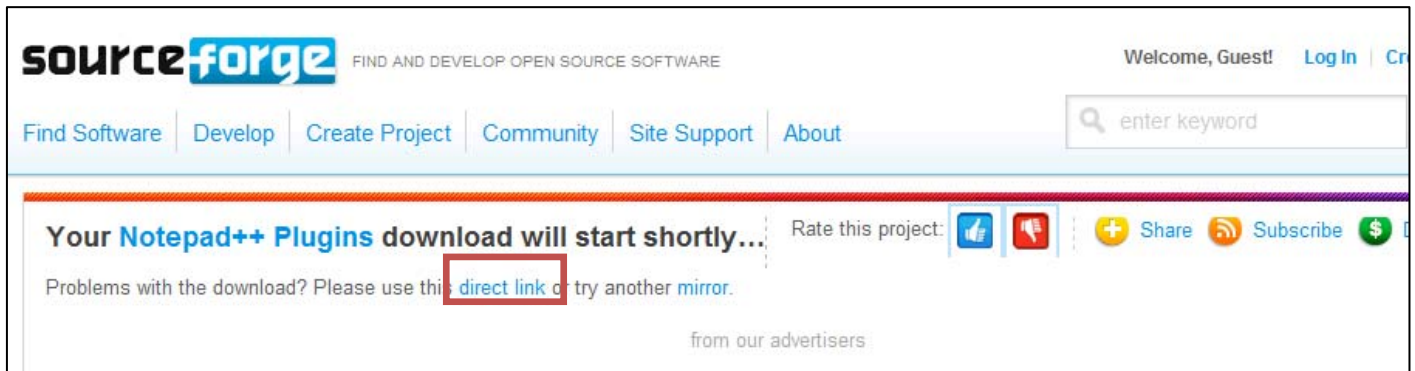 sourceforge FIND AND DEVELOP OPEN SOURCE SOFTWARE Welcome, Guest! Log In
enter keyword
Find Software Develop Create Project Community Site Support About
Your Notepad++ Plugins download will start shortly... Rate this project: Share Subscribe
Problems with the download? Please use this direct link or try another mirror.
from our advertisers